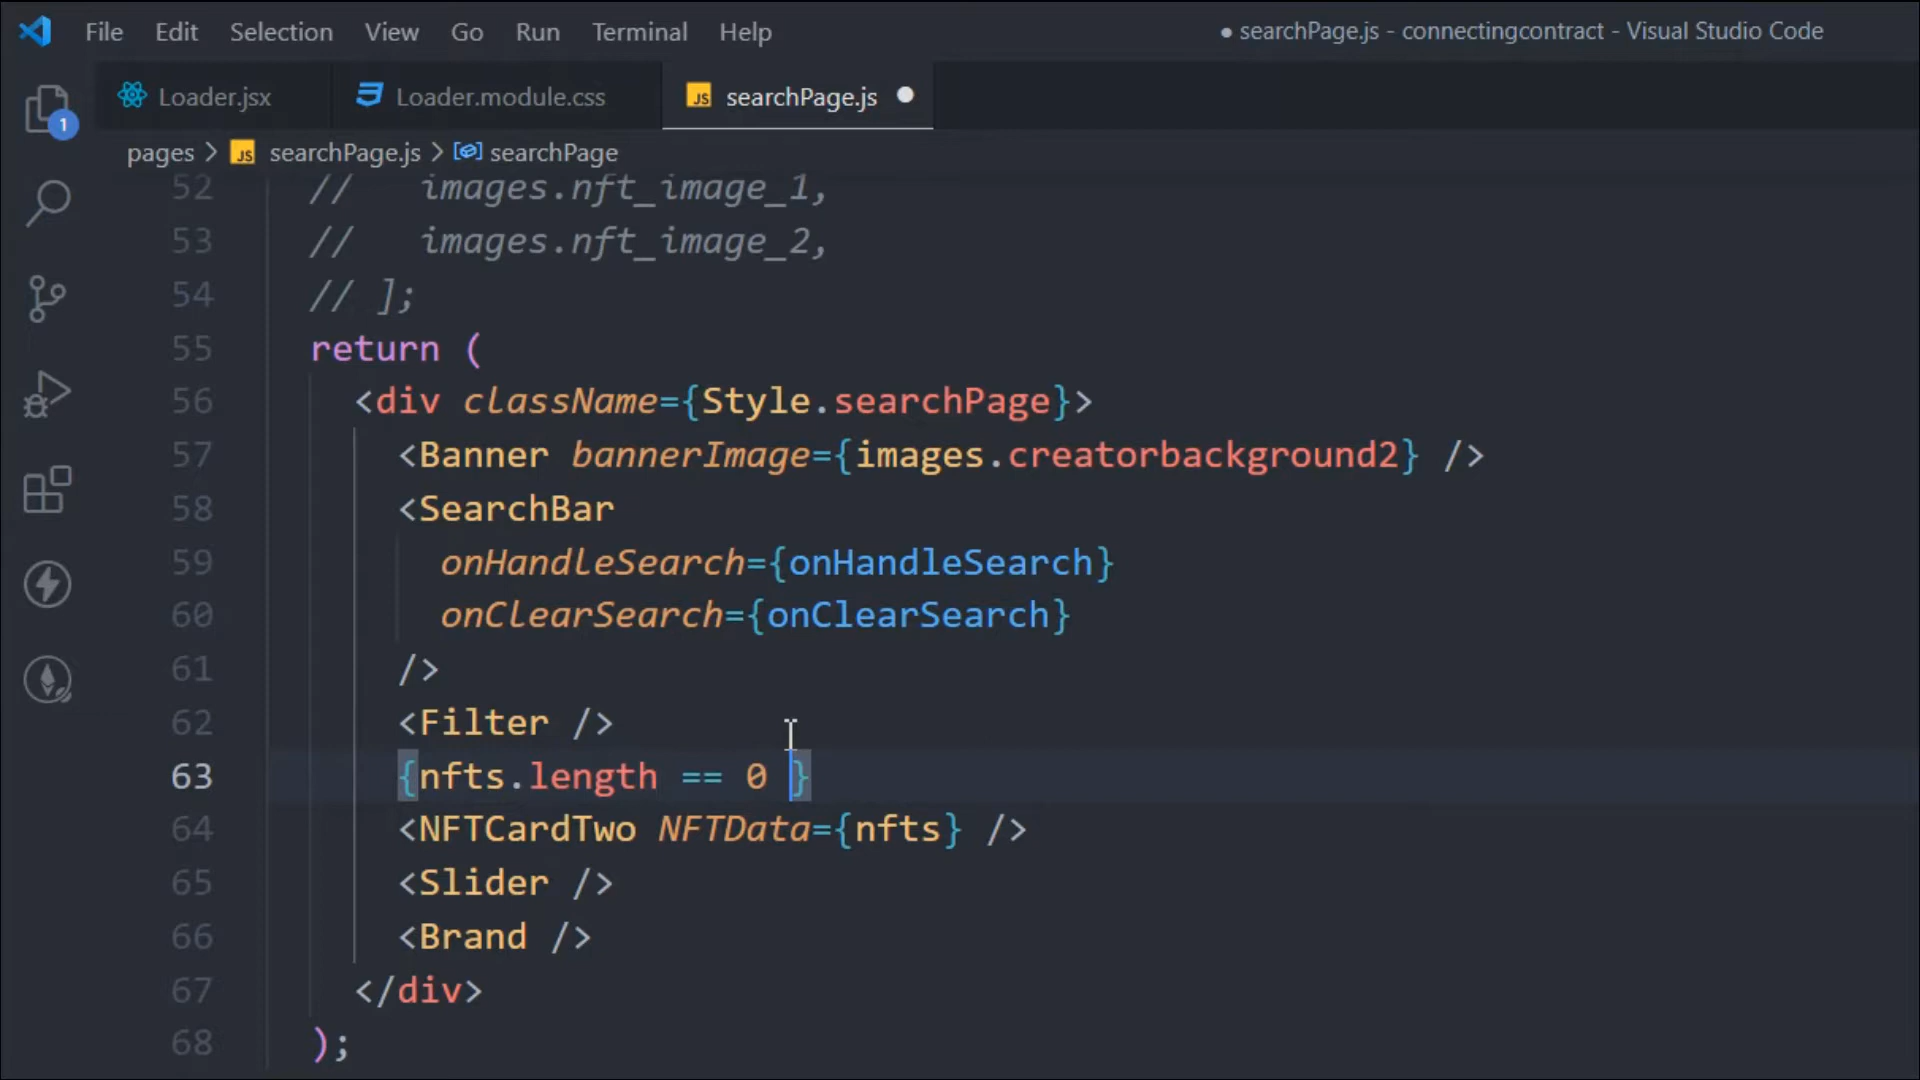 File Edit Selection View Go Run Terminal Help
● searchPage.js - connectingcontract - Visual Studio Code
Loader.jsx Loader.module.css JS searchPage.js ●
1
pages > JS searchPage.js > searchPage
52 //   images.nft_image_1,
53 //   images.nft_image_2,
54 // ];
55 return (
56 <div className={Style.searchPage}>
57 <Banner bannerImage={images.creatorbackground2} />
58 <SearchBar
59 onHandleSearch={onHandleSearch}
60 onClearSearch={onClearSearch}
61 />
62 <Filter />
63 {nfts.length == 0 }
64 <NFTCardTwo NFTData={nfts} />
65 <Slider />
66 <Brand />
67 </div>
68 );